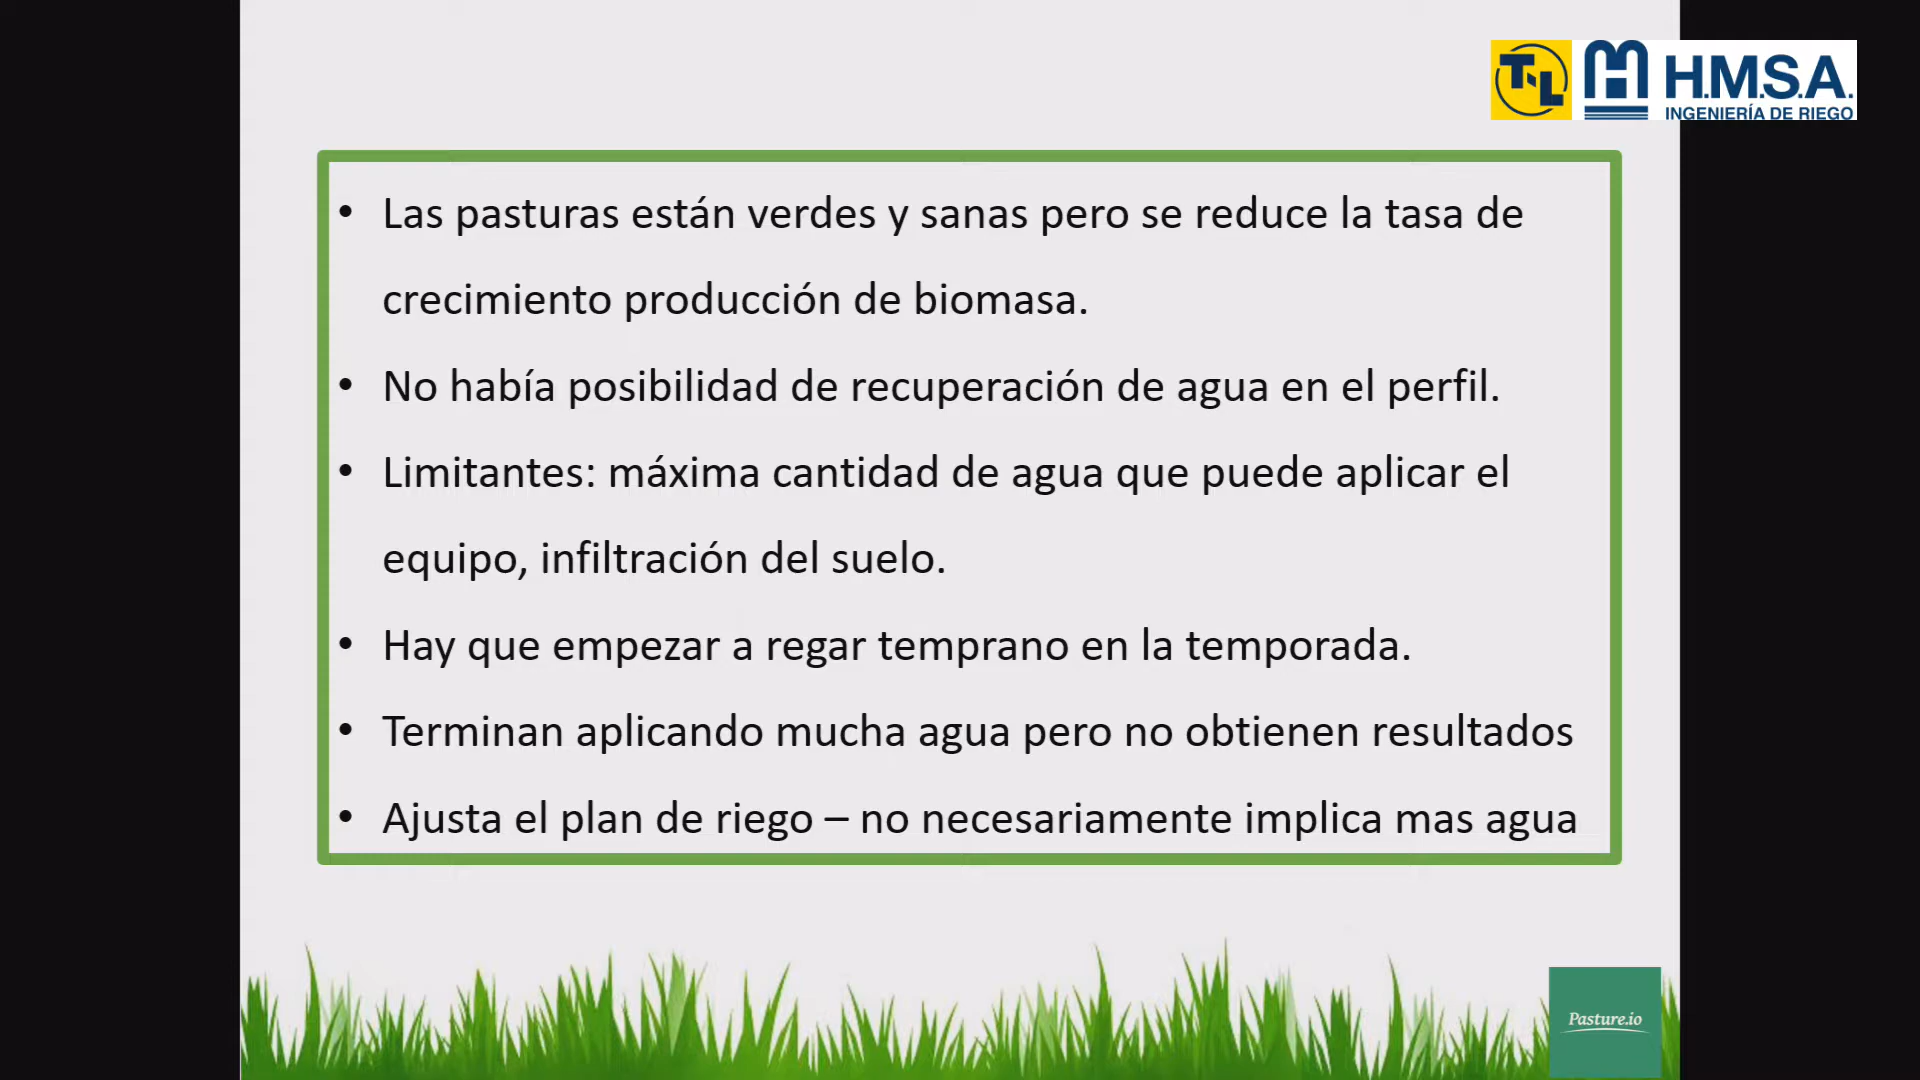 T-L
H.M.S.A.
INGENIERÍA DE RIEGO
• Las pasturas están verdes y sanas pero se reduce la tasa de
crecimiento producción de biomasa.
• No había posibilidad de recuperación de agua en el perfil.
• Limitantes: máxima cantidad de agua que puede aplicar el
equipo, infiltración del suelo.
• Hay que empezar a regar temprano en la temporada.
• Terminan aplicando mucha agua pero no obtienen resultados
• Ajusta el plan de riego – no necesariamente implica mas agua
Pasture.io